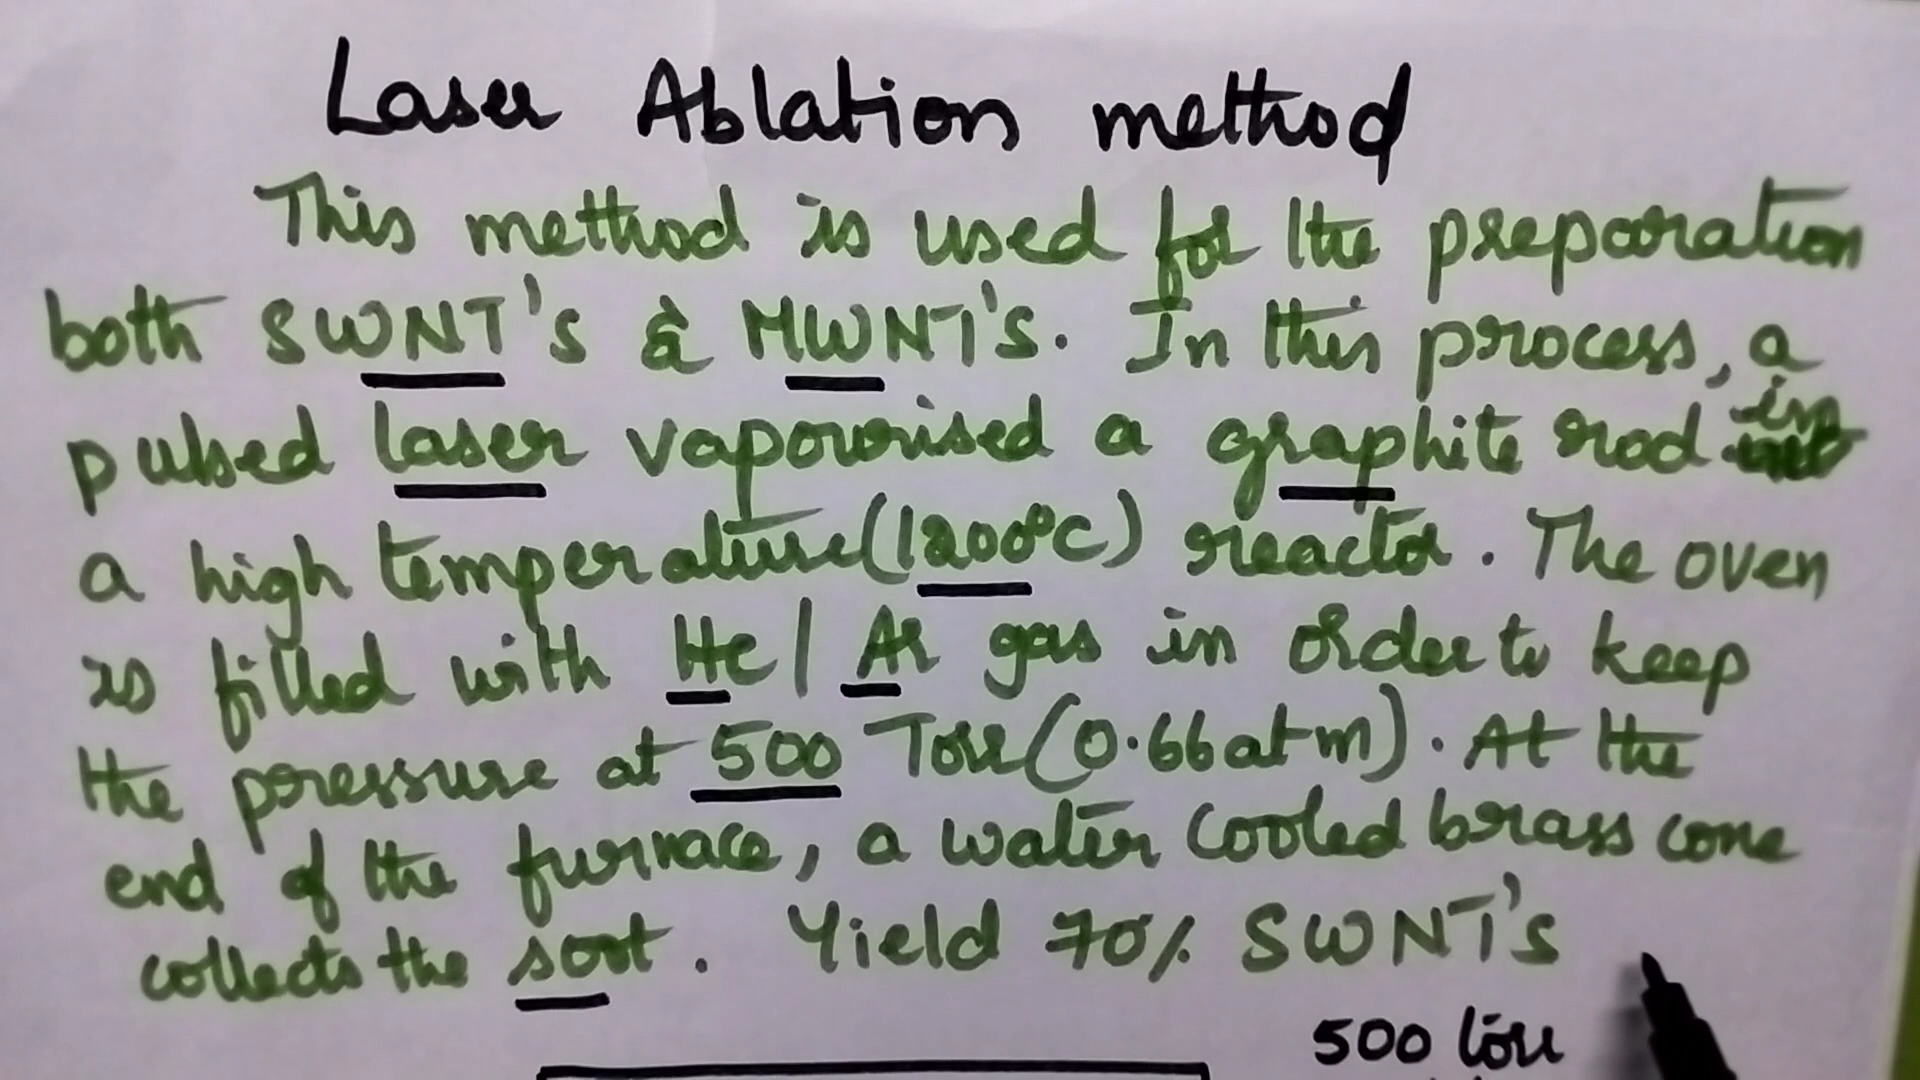 Laser Ablation method
This method is used for the preparation
both SWNT's & MWNT's. In this process, a
pulsed laser vapourised a graphite rod in
a high temperature (1200°C) reactor. The oven
is filled with He/Ar gas in order to keep
the pressure at 500 Torr (0.66atm). At the
end of the furnace, a water cooled brass cone
collects the soot. Yield 70% SWNT's
500 torr